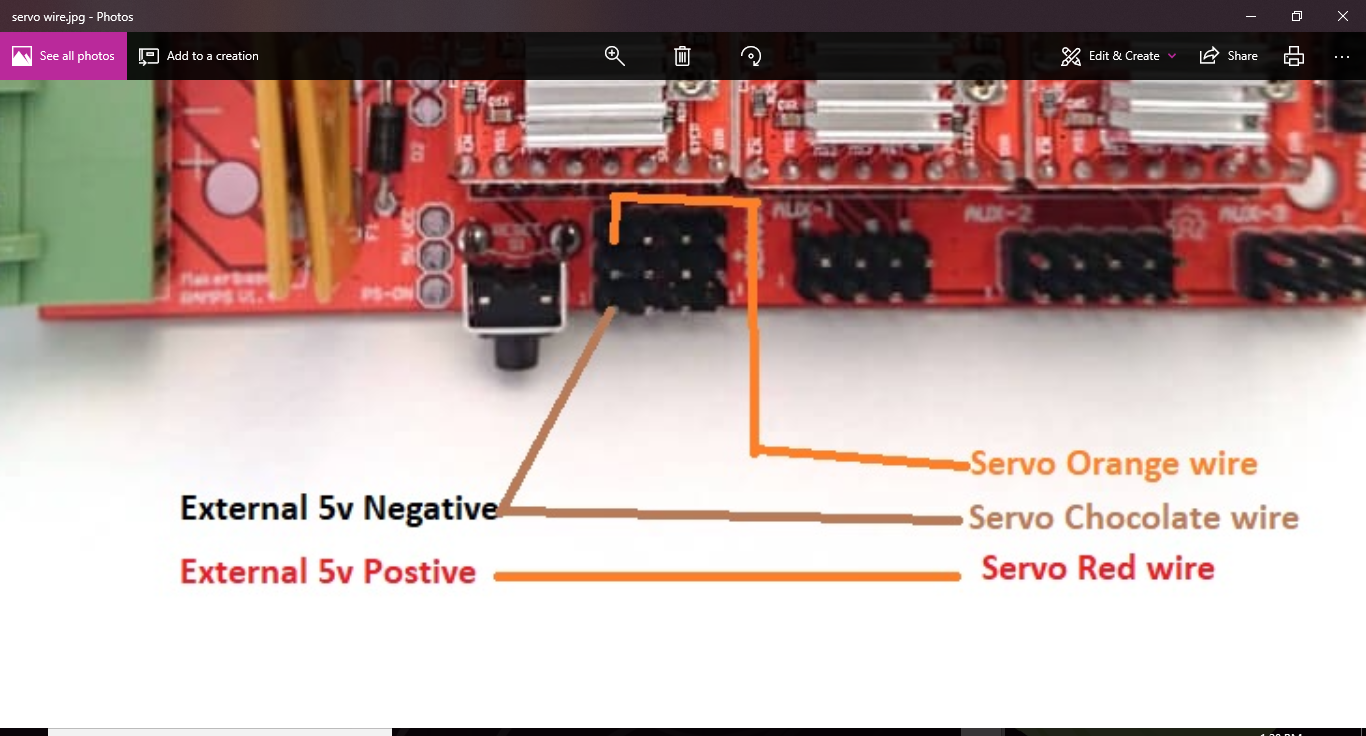 servo wire.jpg - Photos
See all photos
Add to a creation
Edit & Create
Share
D2
F1
RESET
5V VCC
PS-ON
AUX-1
AUX-2
AUX-3
Servo Orange wire
External 5v Negative
Servo Chocolate wire
External 5v Postive
Servo Red wire